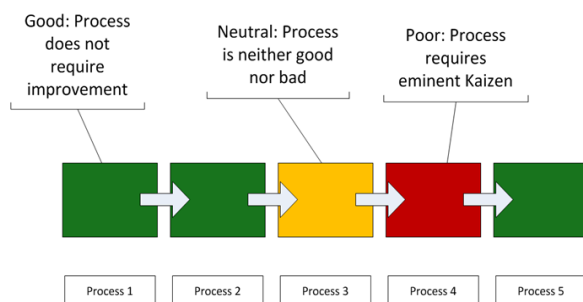 Good: Process
does not
require
improvement
Neutral: Process
is neither good
nor bad
Poor: Process
requires
eminent Kaizen
Process 1
Process 2
Process 3
Process 4
Process 5